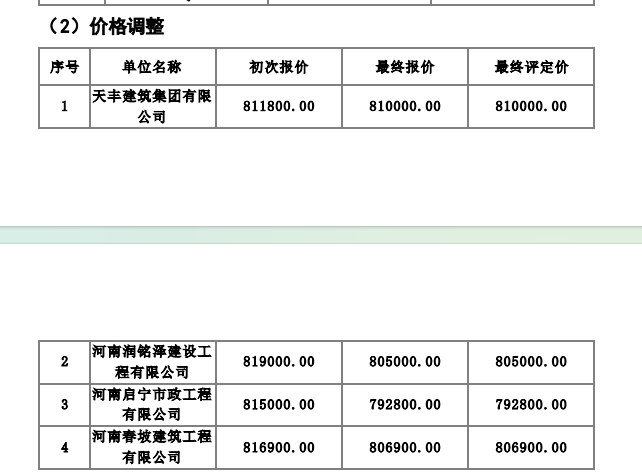 （2）价格调整
序号 单位名称 初次报价 最终报价 最终评定价
1 天丰建筑集团有限公司 811800.00 810000.00 810000.00
2 河南润铭泽建设工程有限公司 819000.00 805000.00 805000.00
3 河南启宁市政工程有限公司 815000.00 792800.00 792800.00
4 河南春坡建筑工程有限公司 816900.00 806900.00 806900.00